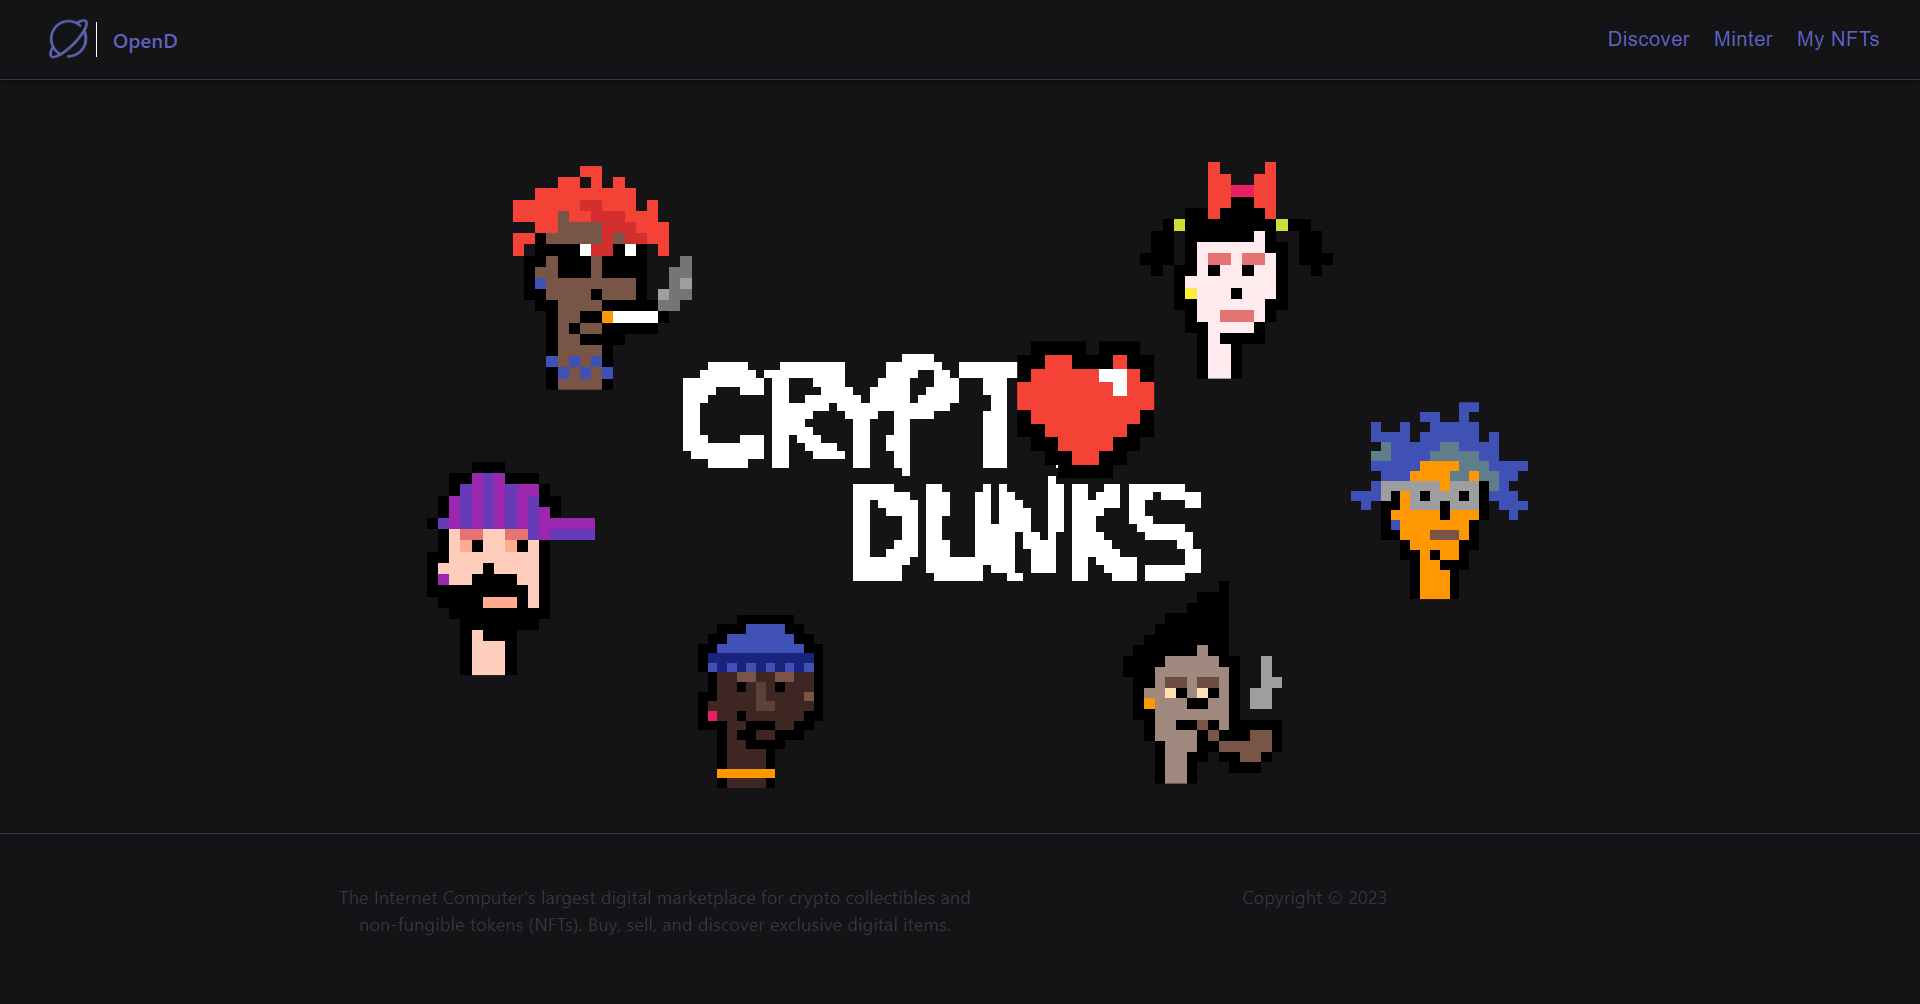 OpenD
Discover Minter My NFTs
CRYPT
DUNKS
The Internet Computer's largest digital marketplace for crypto collectibles and
non-fungible tokens (NFTs). Buy, sell, and discover exclusive digital items.
Copyright © 2023